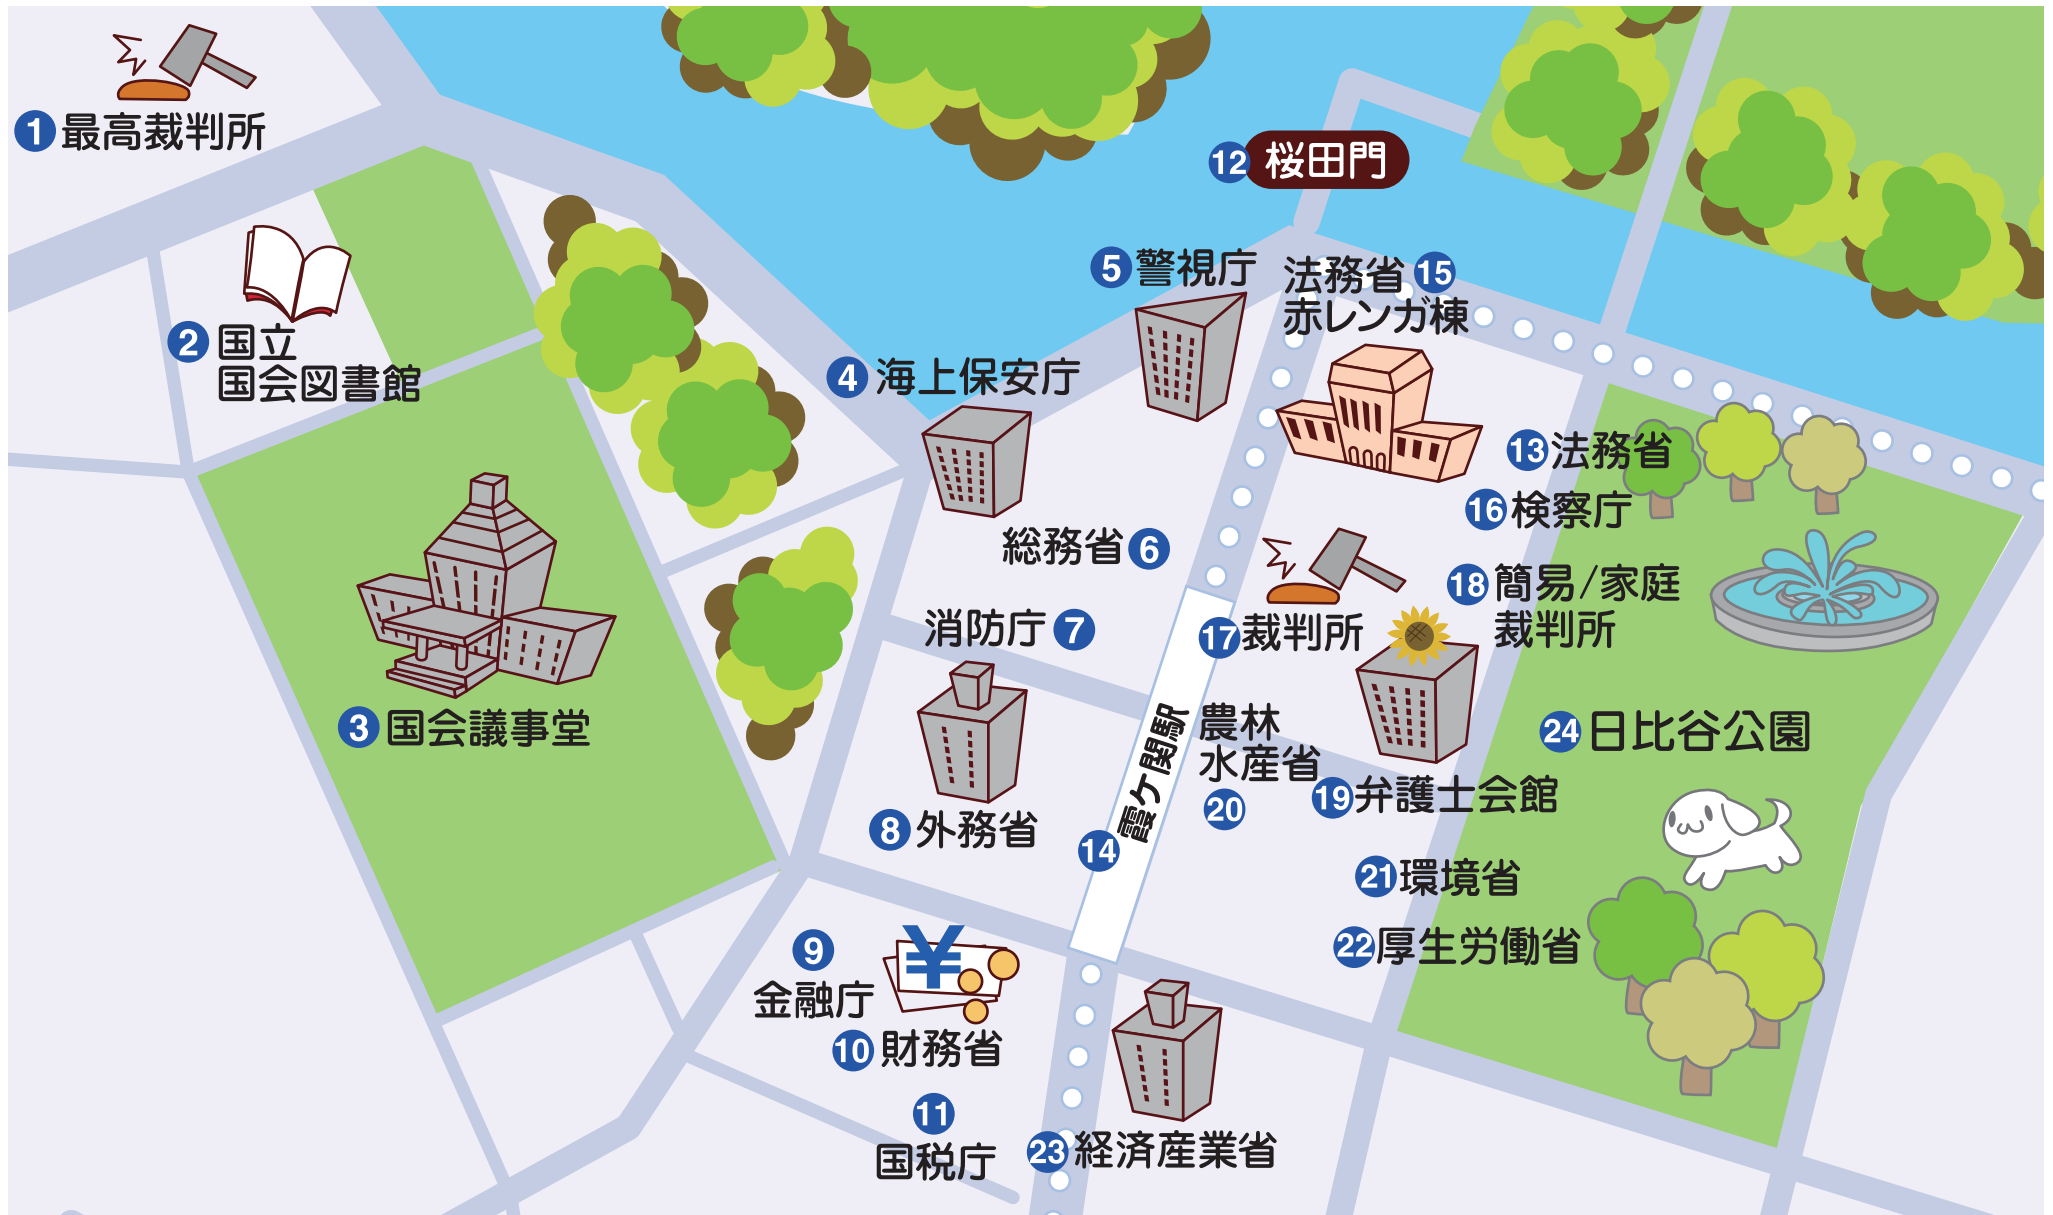 1 最高裁判所
2 国立
国会図書館
3 国会議事堂
4 海上保安庁
5 警視庁
総務省 6
消防庁 7
8 外務省
9
金融庁
10 財務省
11
国税庁
12 桜田門
法務省 15
赤レンガ棟
13 法務省
16 検察庁
17 裁判所
18 簡易/家庭
裁判所
14 霞ケ関駅
農林
水産省
20
19 弁護士会館
21 環境省
22 厚生労働省
23 経済産業省
24 日比谷公園
¥